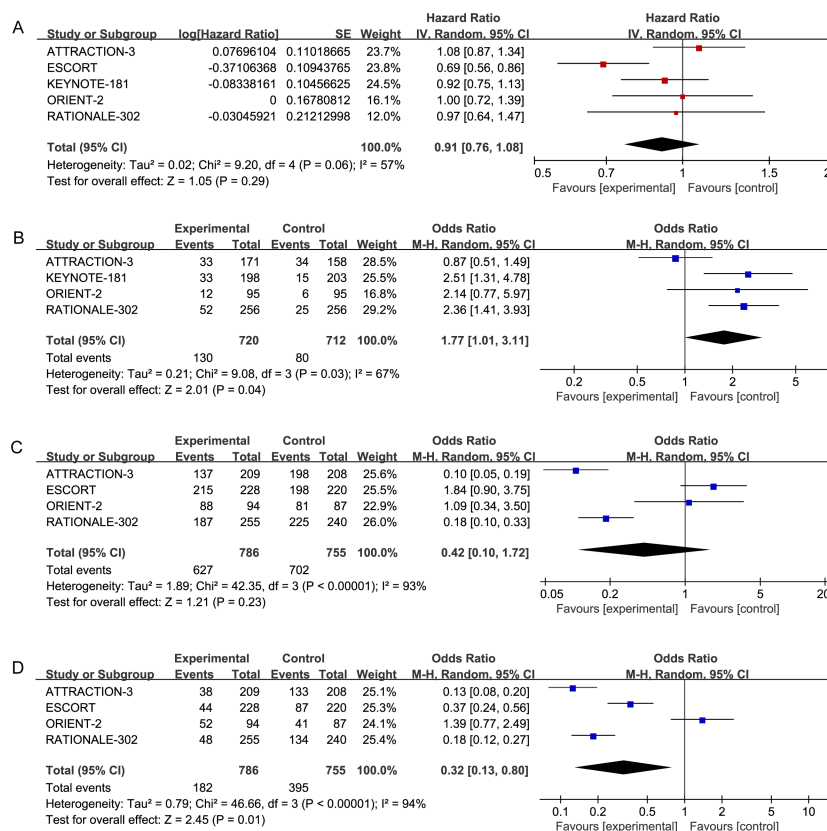 A
Hazard Ratio Hazard Ratio
Study or Subgroup log[Hazard Ratio] SE Weight IV, Random, 95% CI IV, Random, 95% CI
ATTRACTION-3 0.07696104 0.11018665 23.7% 1.08 [0.87, 1.34]
ESCORT -0.37106368 0.10943765 23.8% 0.69 [0.56, 0.86]
KEYNOTE-181 -0.08338161 0.10456625 24.5% 0.92 [0.75, 1.13]
ORIENT-2 0 0.16780812 16.1% 1.00 [0.72, 1.39]
RATIONALE-302 -0.03045921 0.21212998 12.0% 0.97 [0.64, 1.47]
Total (95% CI) 100.0% 0.91 [0.76, 1.08]
Heterogeneity: Tau² = 0.02; Chi² = 9.20, df = 4 (P = 0.06); I² = 57%
Test for overall effect: Z = 1.05 (P = 0.29)
0.5 0.7 1 1.5 2
Favours [experimental] Favours [control]
B
Experimental Control Odds Ratio Odds Ratio
Study or Subgroup Events Total Events Total Weight M-H, Random, 95% CI M-H, Random, 95% CI
ATTRACTION-3 33 171 34 158 28.5% 0.87 [0.51, 1.49]
KEYNOTE-181 33 198 15 203 25.5% 2.51 [1.31, 4.78]
ORIENT-2 12 95 6 95 16.8% 2.14 [0.77, 5.97]
RATIONALE-302 52 256 25 256 29.2% 2.36 [1.41, 3.93]
Total (95% CI) 720 712 100.0% 1.77 [1.01, 3.11]
Total events 130 80
Heterogeneity: Tau² = 0.21; Chi² = 9.08, df = 3 (P = 0.03); I² = 67%
Test for overall effect: Z = 2.01 (P = 0.04)
0.2 0.5 1 2 5
Favours [experimental] Favours [control]
C
Experimental Control Odds Ratio Odds Ratio
Study or Subgroup Events Total Events Total Weight M-H, Random, 95% CI M-H, Random, 95% CI
ATTRACTION-3 137 209 198 208 25.6% 0.10 [0.05, 0.19]
ESCORT 215 228 198 220 25.5% 1.84 [0.90, 3.75]
ORIENT-2 88 94 81 87 22.9% 1.09 [0.34, 3.50]
RATIONALE-302 187 255 225 240 26.0% 0.18 [0.10, 0.33]
Total (95% CI) 786 755 100.0% 0.42 [0.10, 1.72]
Total events 627 702
Heterogeneity: Tau² = 1.89; Chi² = 42.35, df = 3 (P < 0.00001); I² = 93%
Test for overall effect: Z = 1.21 (P = 0.23)
0.05 0.2 1 5 20
Favours [experimental] Favours [control]
D
Experimental Control Odds Ratio Odds Ratio
Study or Subgroup Events Total Events Total Weight M-H, Random, 95% CI M-H, Random, 95% CI
ATTRACTION-3 38 209 133 208 25.1% 0.13 [0.08, 0.20]
ESCORT 44 228 87 220 25.3% 0.37 [0.24, 0.56]
ORIENT-2 52 94 41 87 24.1% 1.39 [0.77, 2.49]
RATIONALE-302 48 255 134 240 25.4% 0.18 [0.12, 0.27]
Total (95% CI) 786 755 100.0% 0.32 [0.13, 0.80]
Total events 182 395
Heterogeneity: Tau² = 0.79; Chi² = 46.66, df = 3 (P < 0.00001); I² = 94%
Test for overall effect: Z = 2.45 (P = 0.01)
0.1 0.2 0.5 1 2 5 10
Favours [experimental] Favours [control]